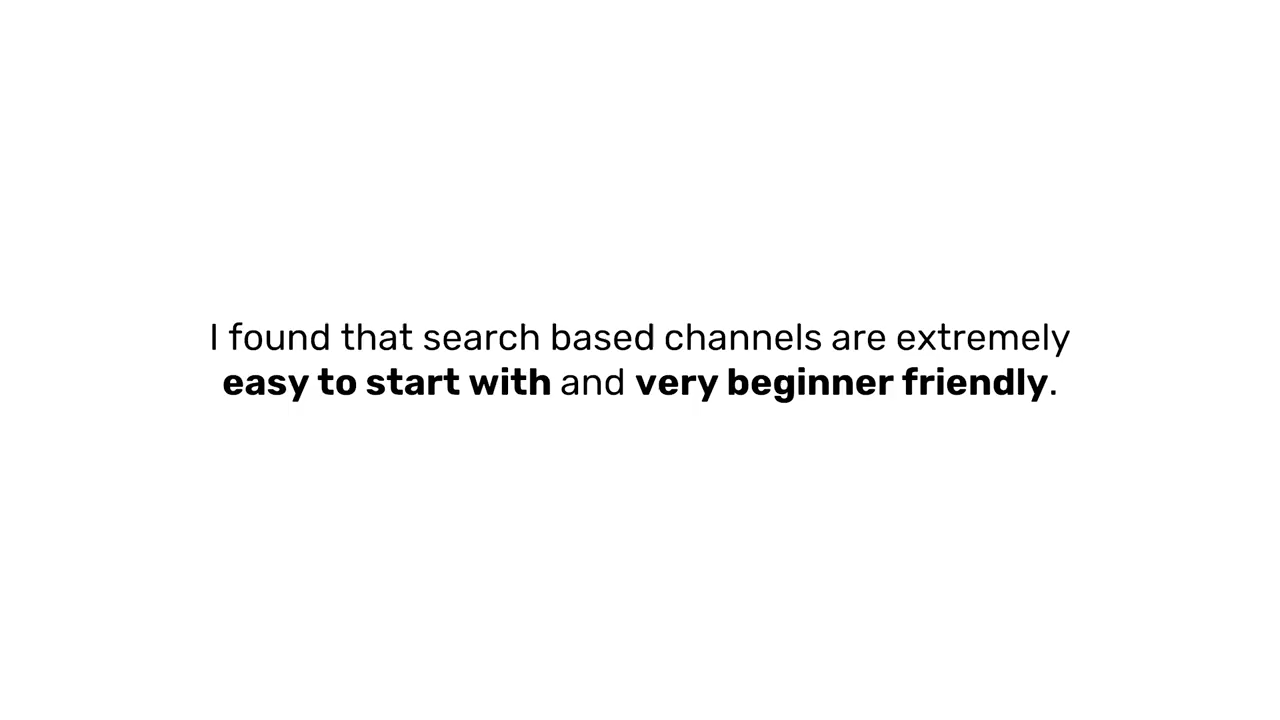 I found that search based channels are extremely
easy to start with and very beginner friendly.